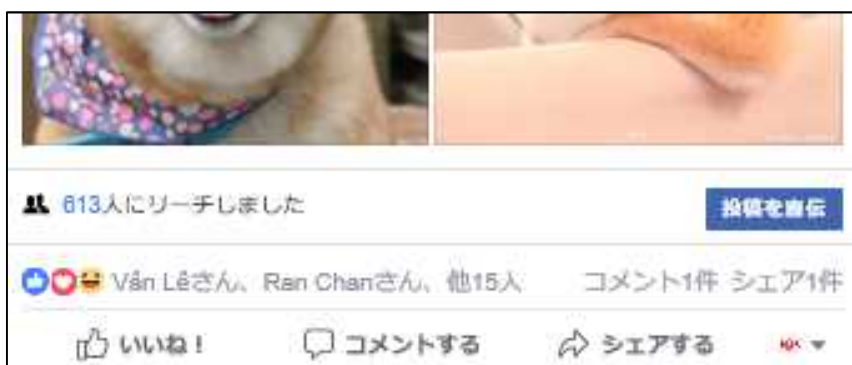 613人にリーチしました
投稿を宣伝
Vân Lêさん、Ran Chanさん、他15人
コメント1件 シェア1件
いいね！
コメントする
シェアする